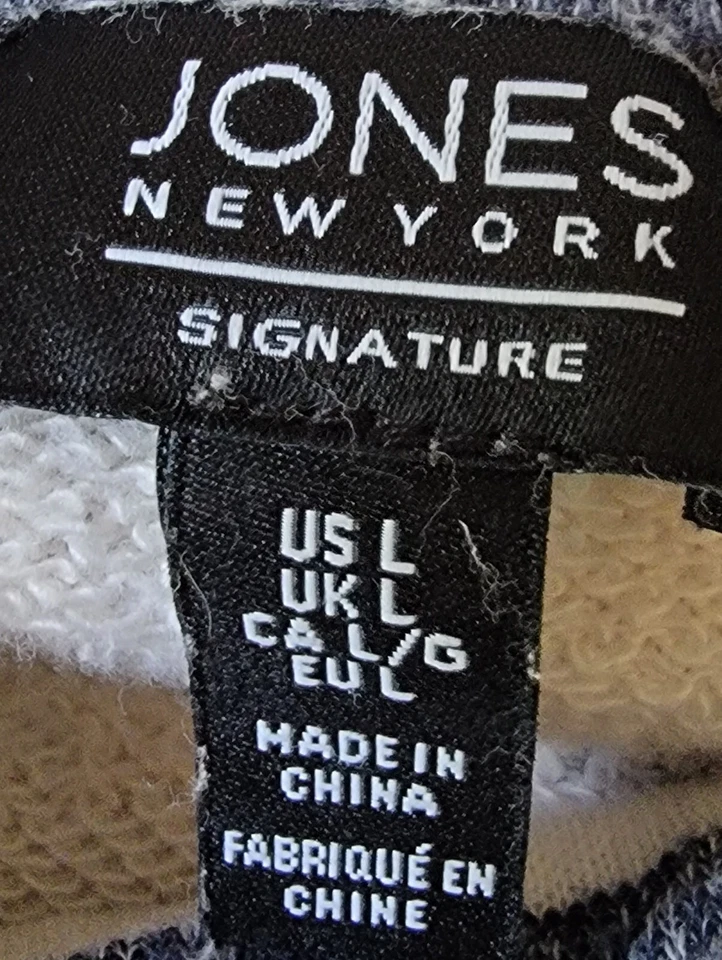 JONES
NEW YORK
SIGNATURE
US L
UK L
CA L/G
EU L
MADE IN
CHINA
FABRIQUÉ EN
CHINE